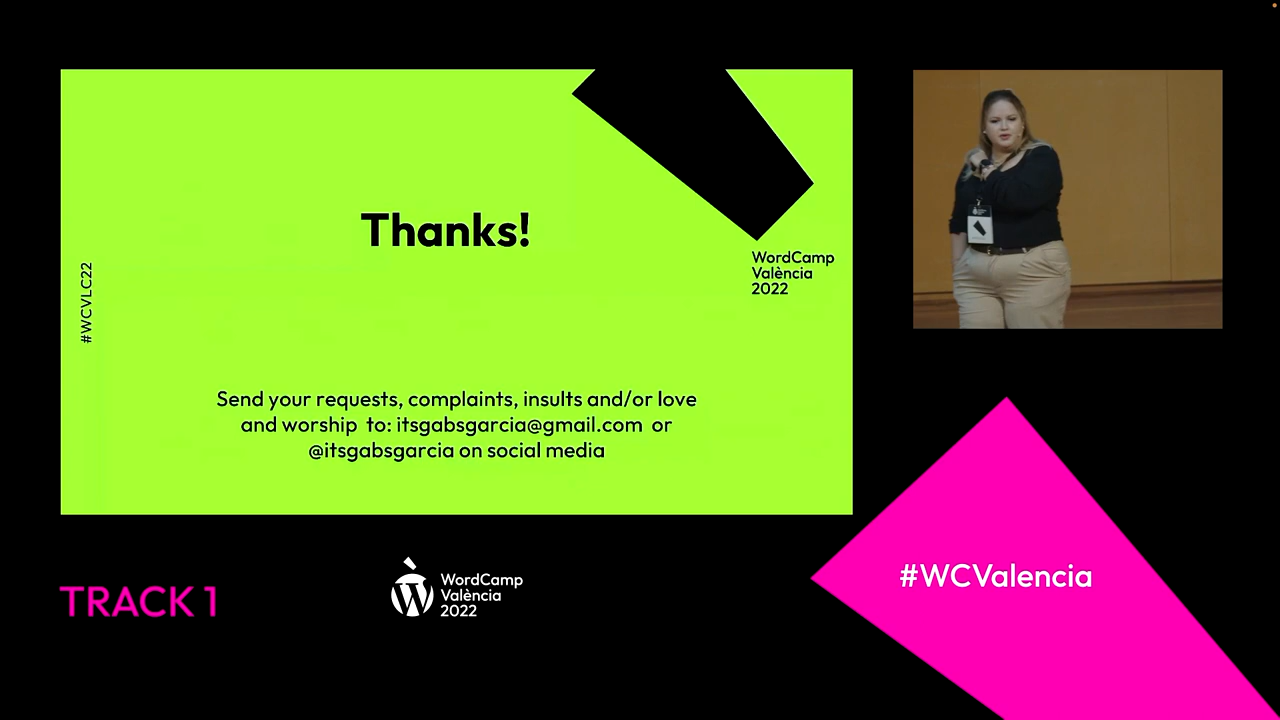 Thanks!
WordCamp
València
2022
#WCVLC22
Send your requests, complaints, insults and/or love
and worship to: itsgabsgarcia@gmail.com or
@itsgabsgarcia on social media
TRACK 1
WordCamp
València
2022
#WCValencia